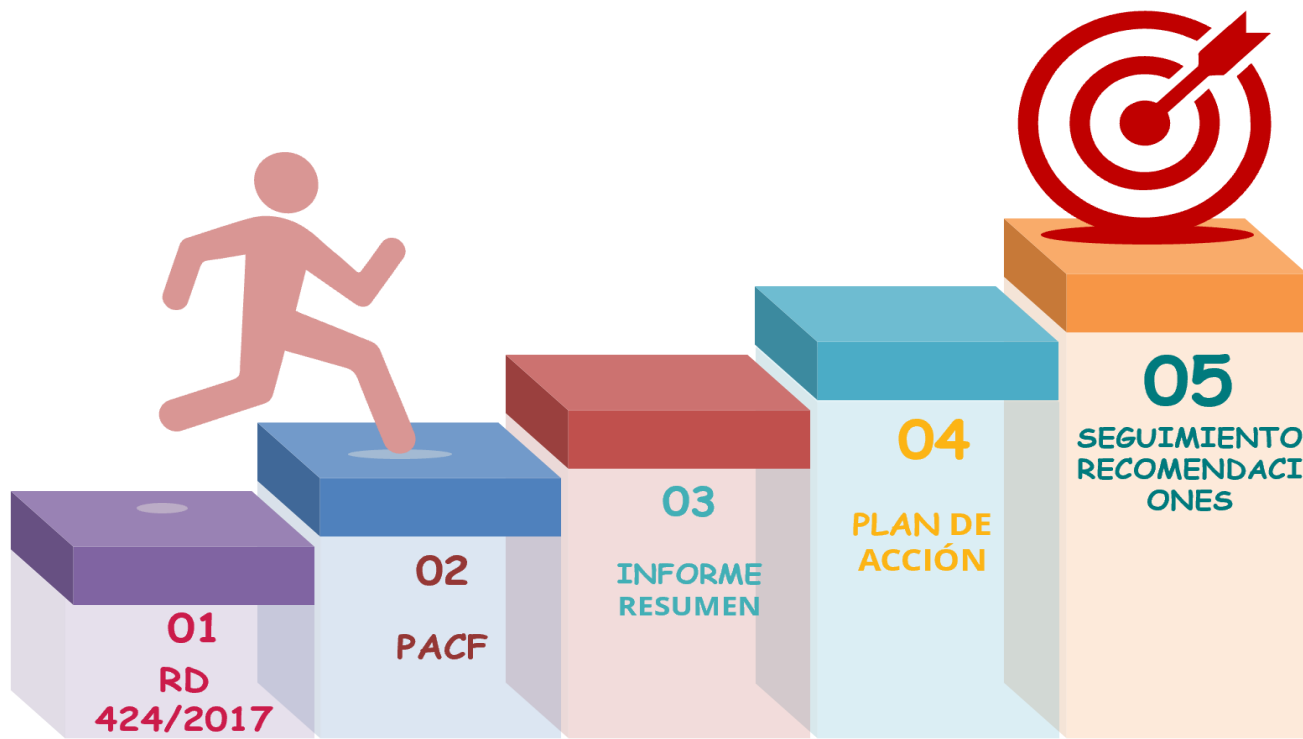 01
RD
424/2017
02
PACF
03
INFORME
RESUMEN
04
PLAN DE
ACCIÓN
05
SEGUIMIENTO
RECOMENDACI
ONES